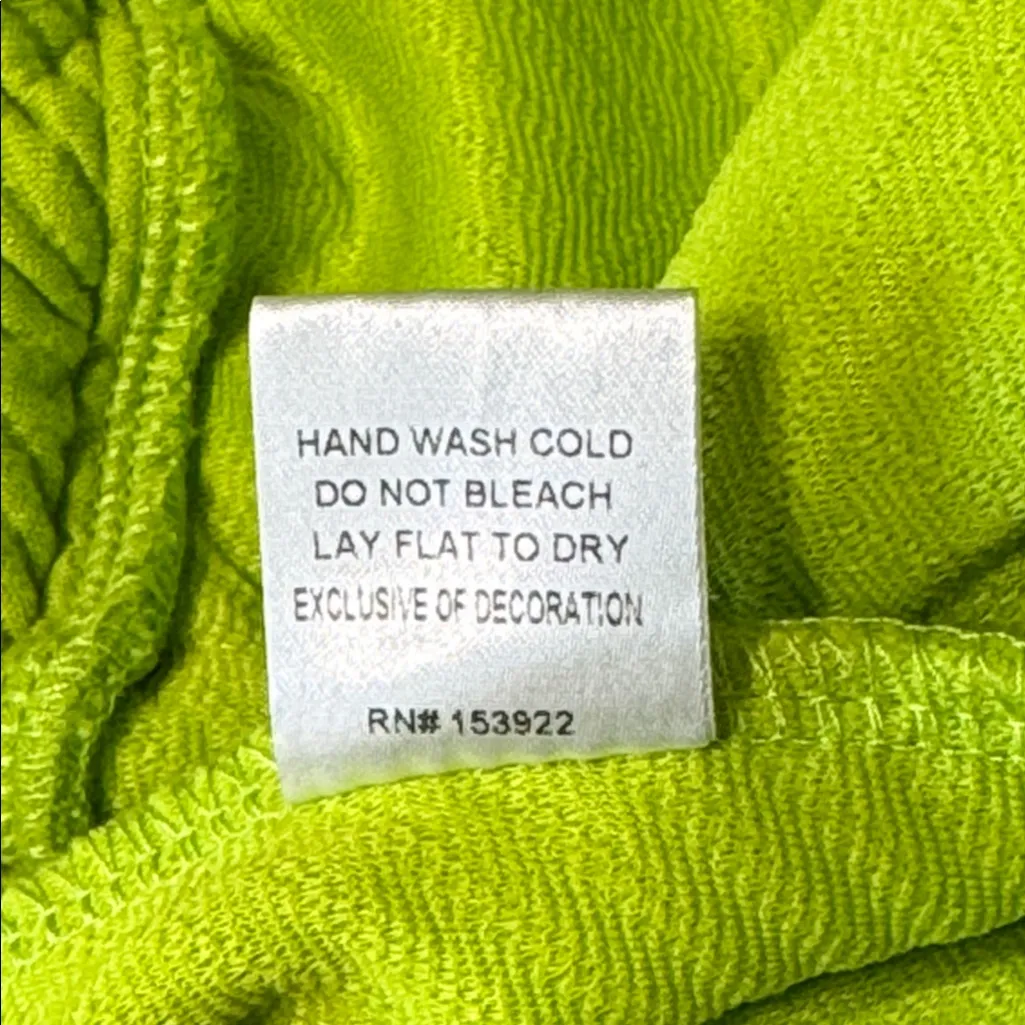 HAND WASH COLD
DO NOT BLEACH
LAY FLAT TO DRY
EXCLUSIVE OF DECORATION
RN# 153922